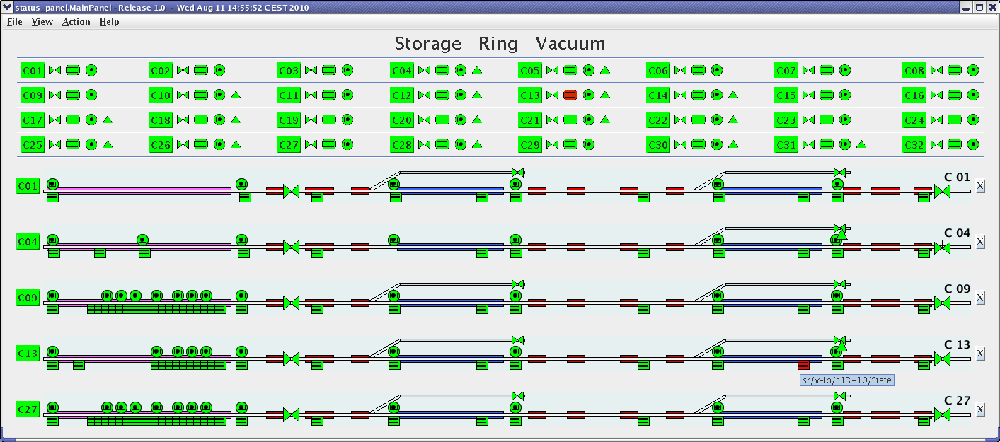 status_panel.MainPanel - Release 1.0 - Wed Aug 11 14:55:52 CEST 2010
File View Action Help
Storage Ring Vacuum
C01 C02 C03 C04 C05 C06 C07 C08
C09 C10 C11 C12 C13 C14 C15 C16
C17 C18 C19 C20 C21 C22 C23 C24
C25 C26 C27 C28 C29 C30 C31 C32
C01 C 01 X
C04 C 04 X
C09 C 09 X
C13 C 13 X
sr/v-ip/c13-10/State
C27 C 27 X